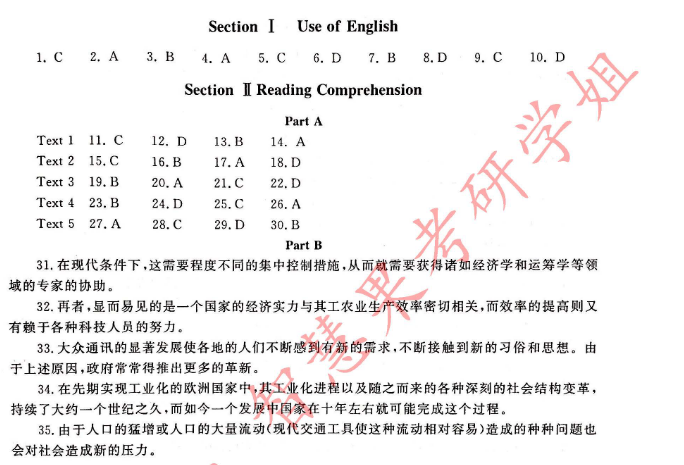 Section Ⅰ Use of English
1. C 2. A 3. B 4. A 5. C 6. D 7. B 8. D 9. C 10. D
Section Ⅱ Reading Comprehension
Part A
Text 1 11. C 12. D 13. B 14. A
Text 2 15. C 16. B 17. A 18. D
Text 3 19. B 20. A 21. C 22. D
Text 4 23. B 24. D 25. C 26. A
Text 5 27. A 28. C 29. D 30. B
Part B
31. 在现代条件下,这需要程度不同的集中控制措施,从而就需要获得诸如经济学和运筹学等领
域的专家的协助。
32. 再者,显而易见的是一个国家的经济实力与其工农业生产效率密切相关,而效率的提高则又
有赖于各种科技人员的努力。
33. 大众通讯的显著发展使各地的人们不断感到有新的需求,不断接触到新的习俗和思想。由
于上述原因,政府常常得推出更多的革新。
34. 在先期实现工业化的欧洲国家中,其工业化进程以及随之而来的各种深刻的社会结构变革,
持续了大约一个世纪之久,而如今一个发展中国家在十年左右就可能完成这个过程。
35. 由于人口的猛增或人口的大量流动(现代交通工具使这种流动相对容易)造成的种种问题也
会对社会造成新的压力。
智慧果考研学姐